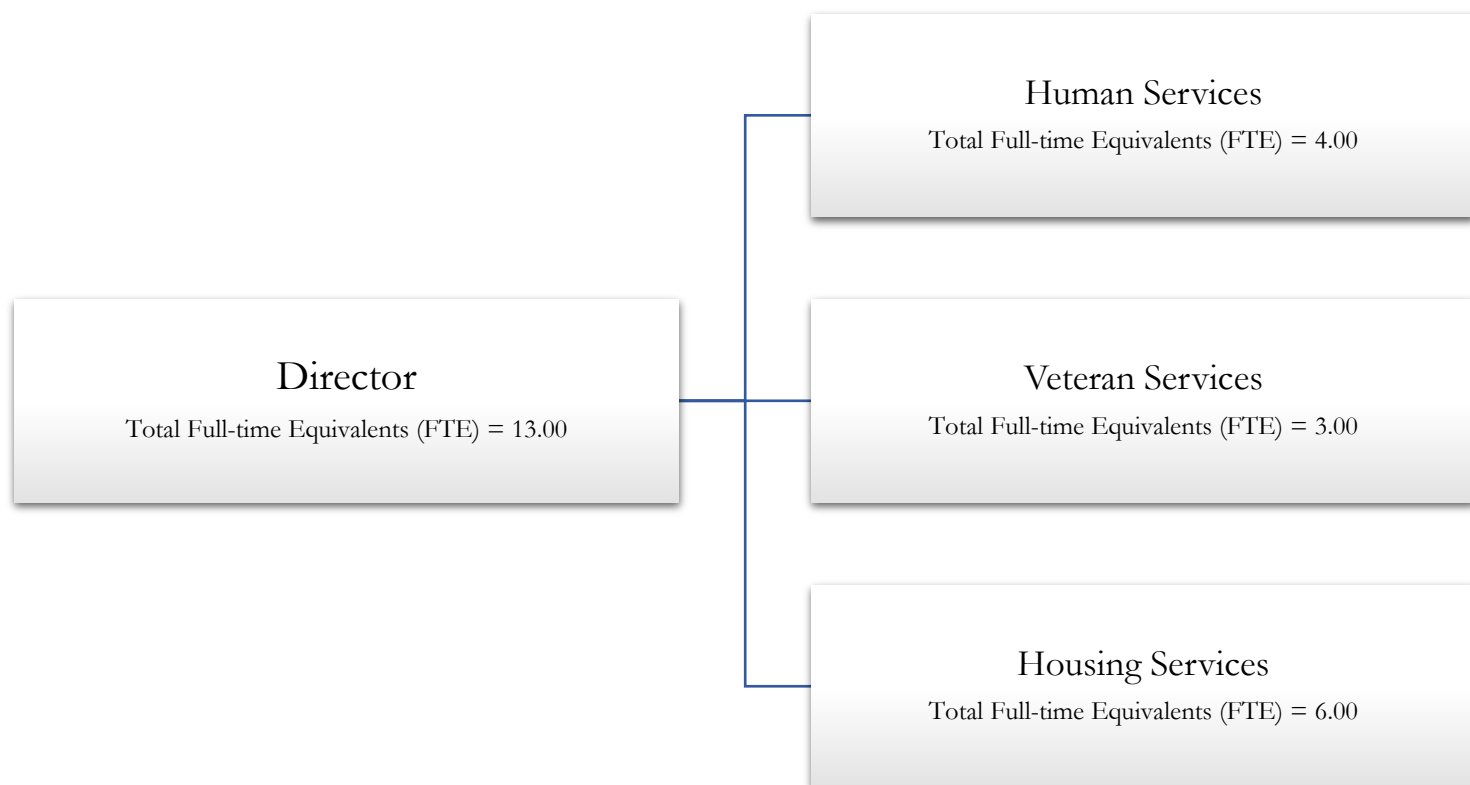 Human Services
Total Full-time Equivalents (FTE) = 4.00
Director
Total Full-time Equivalents (FTE) = 13.00
Veteran Services
Total Full-time Equivalents (FTE) = 3.00
Housing Services
Total Full-time Equivalents (FTE) = 6.00